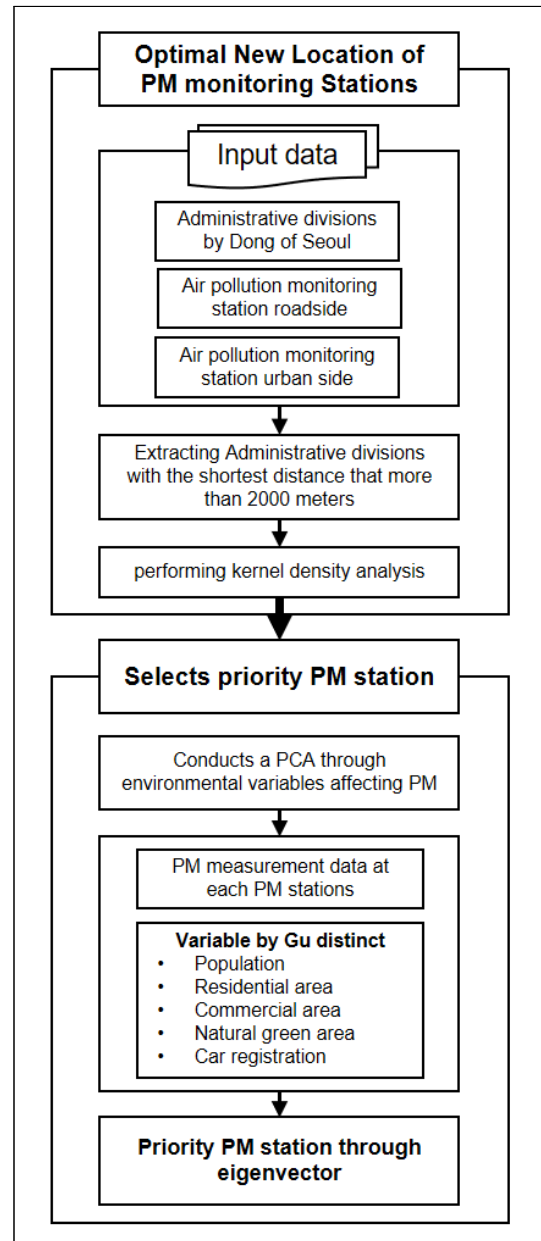 Optimal New Location of
PM monitoring Stations
Input data
Administrative divisions
by Dong of Seoul
Air pollution monitoring
station roadside
Air pollution monitoring
station urban side
Extracting Administrative divisions
with the shortest distance that more
than 2000 meters
performing kernel density analysis
Selects priority PM station
Conducts a PCA through
environmental variables affecting PM
PM measurement data at
each PM stations
Variable by Gu distinct
• Population
• Residential area
• Commercial area
• Natural green area
• Car registration
Priority PM station through
eigenvector